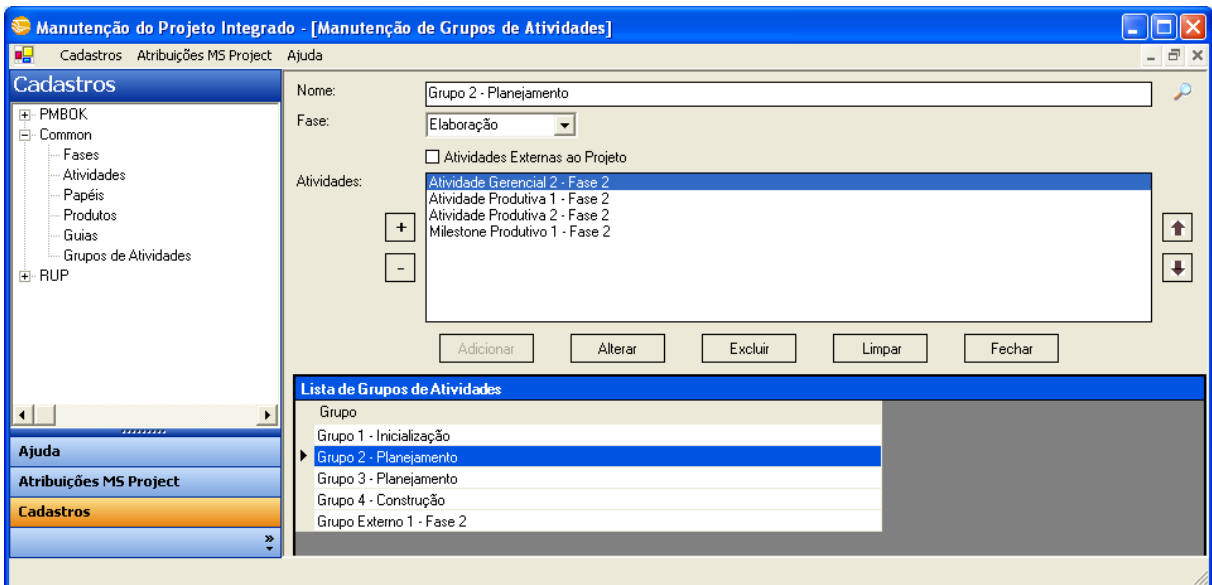 Manutenção do Projeto Integrado - [Manutenção de Grupos de Atividades]
Cadastros Atribuições MS Project Ajuda
Cadastros
PMBOK
Common
Fases
Atividades
Papéis
Produtos
Guias
Grupos de Atividades
RUP
Ajuda
Atribuições MS Project
Cadastros
Nome: Grupo 2 - Planejamento
Fase: Elaboração
Atividades Externas ao Projeto
Atividades:
Atividade Gerencial 2 - Fase 2
Atividade Produtiva 1 - Fase 2
Atividade Produtiva 2 - Fase 2
Milestone Produtivo 1 - Fase 2
+
-
Adicionar Alterar Excluir Limpar Fechar
Lista de Grupos de Atividades
Grupo
Grupo 1 - Inicialização
Grupo 2 - Planejamento
Grupo 3 - Planejamento
Grupo 4 - Construção
Grupo Externo 1 - Fase 2